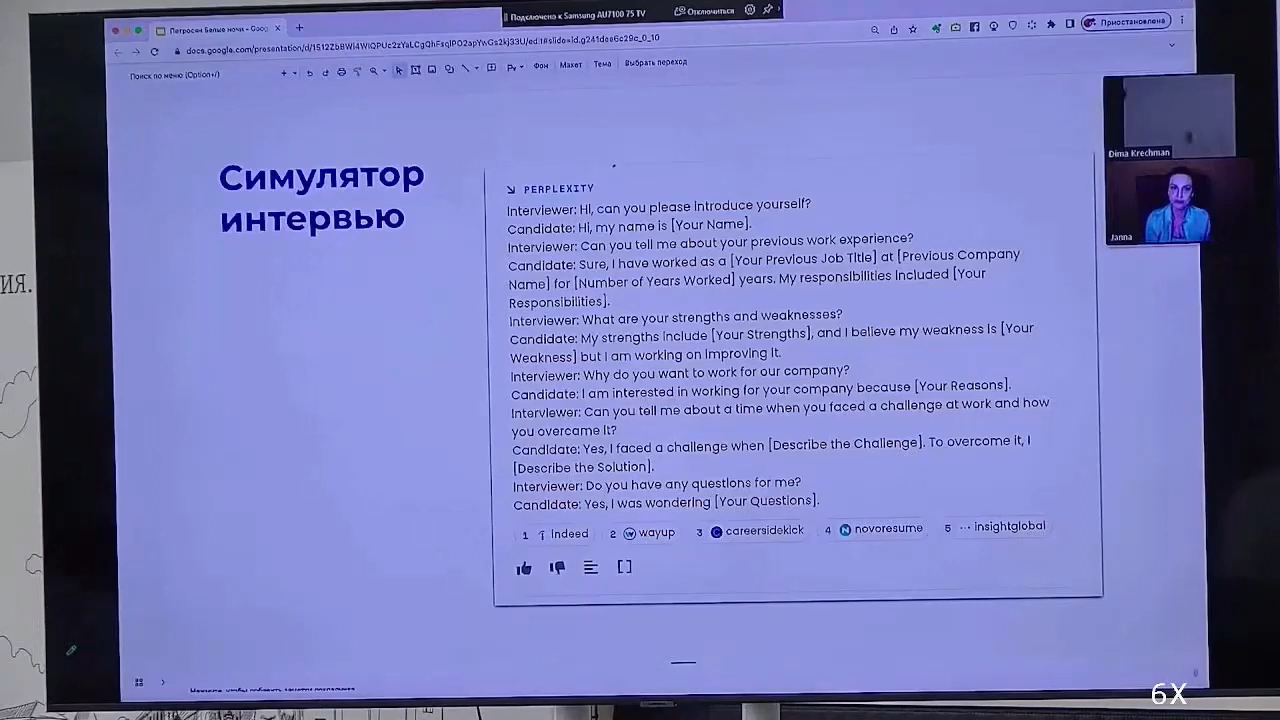 Подключено к Samsung AU7100 75 TV
Отключиться
Петросян Белые ночи - Goog
Приостановлена
Поиск по меню (Option+/)
Фон
Макет
Тема
Выбрать переход
Симулятор
интервью
ИЯ.
PERPLEXITY
Interviewer: Hi, can you please introduce yourself?
Candidate: Hi, my name is [Your Name].
Interviewer: Can you tell me about your previous work experience?
Candidate: Sure, I have worked as a [Your Previous Job Title] at [Previous Company
Name] for [Number of Years Worked] years. My responsibilities included [Your
Responsibilities].
Interviewer: What are your strengths and weaknesses?
Candidate: My strengths include [Your Strengths], and I believe my weakness is [Your
Weakness] but I am working on improving it.
Interviewer: Why do you want to work for our company?
Candidate: I am interested in working for your company because [Your Reasons].
Interviewer: Can you tell me about a time when you faced a challenge at work and how
you overcame it?
Candidate: Yes, I faced a challenge when [Describe the Challenge]. To overcome it, I
[Describe the Solution].
Interviewer: Do you have any questions for me?
Candidate: Yes, I was wondering [Your Questions].
1 Indeed 2 wayup 3 careersidekick 4 novoresume 5 insightglobal
Dima Krechman
Janna
6X